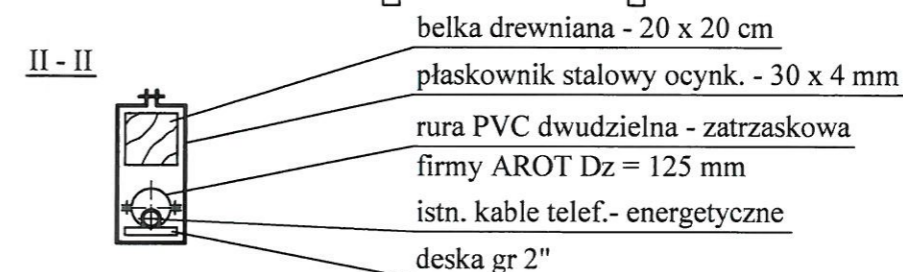 belka drewniana - 20 x 20 cm
II - II
płaskownik stalowy ocynk. - 30 x 4 mm
rura PVC dwudzielna - zatrzaskowa
firmy AROT Dz = 125 mm
istn. kable telef.- energetyczne
deska gr 2"